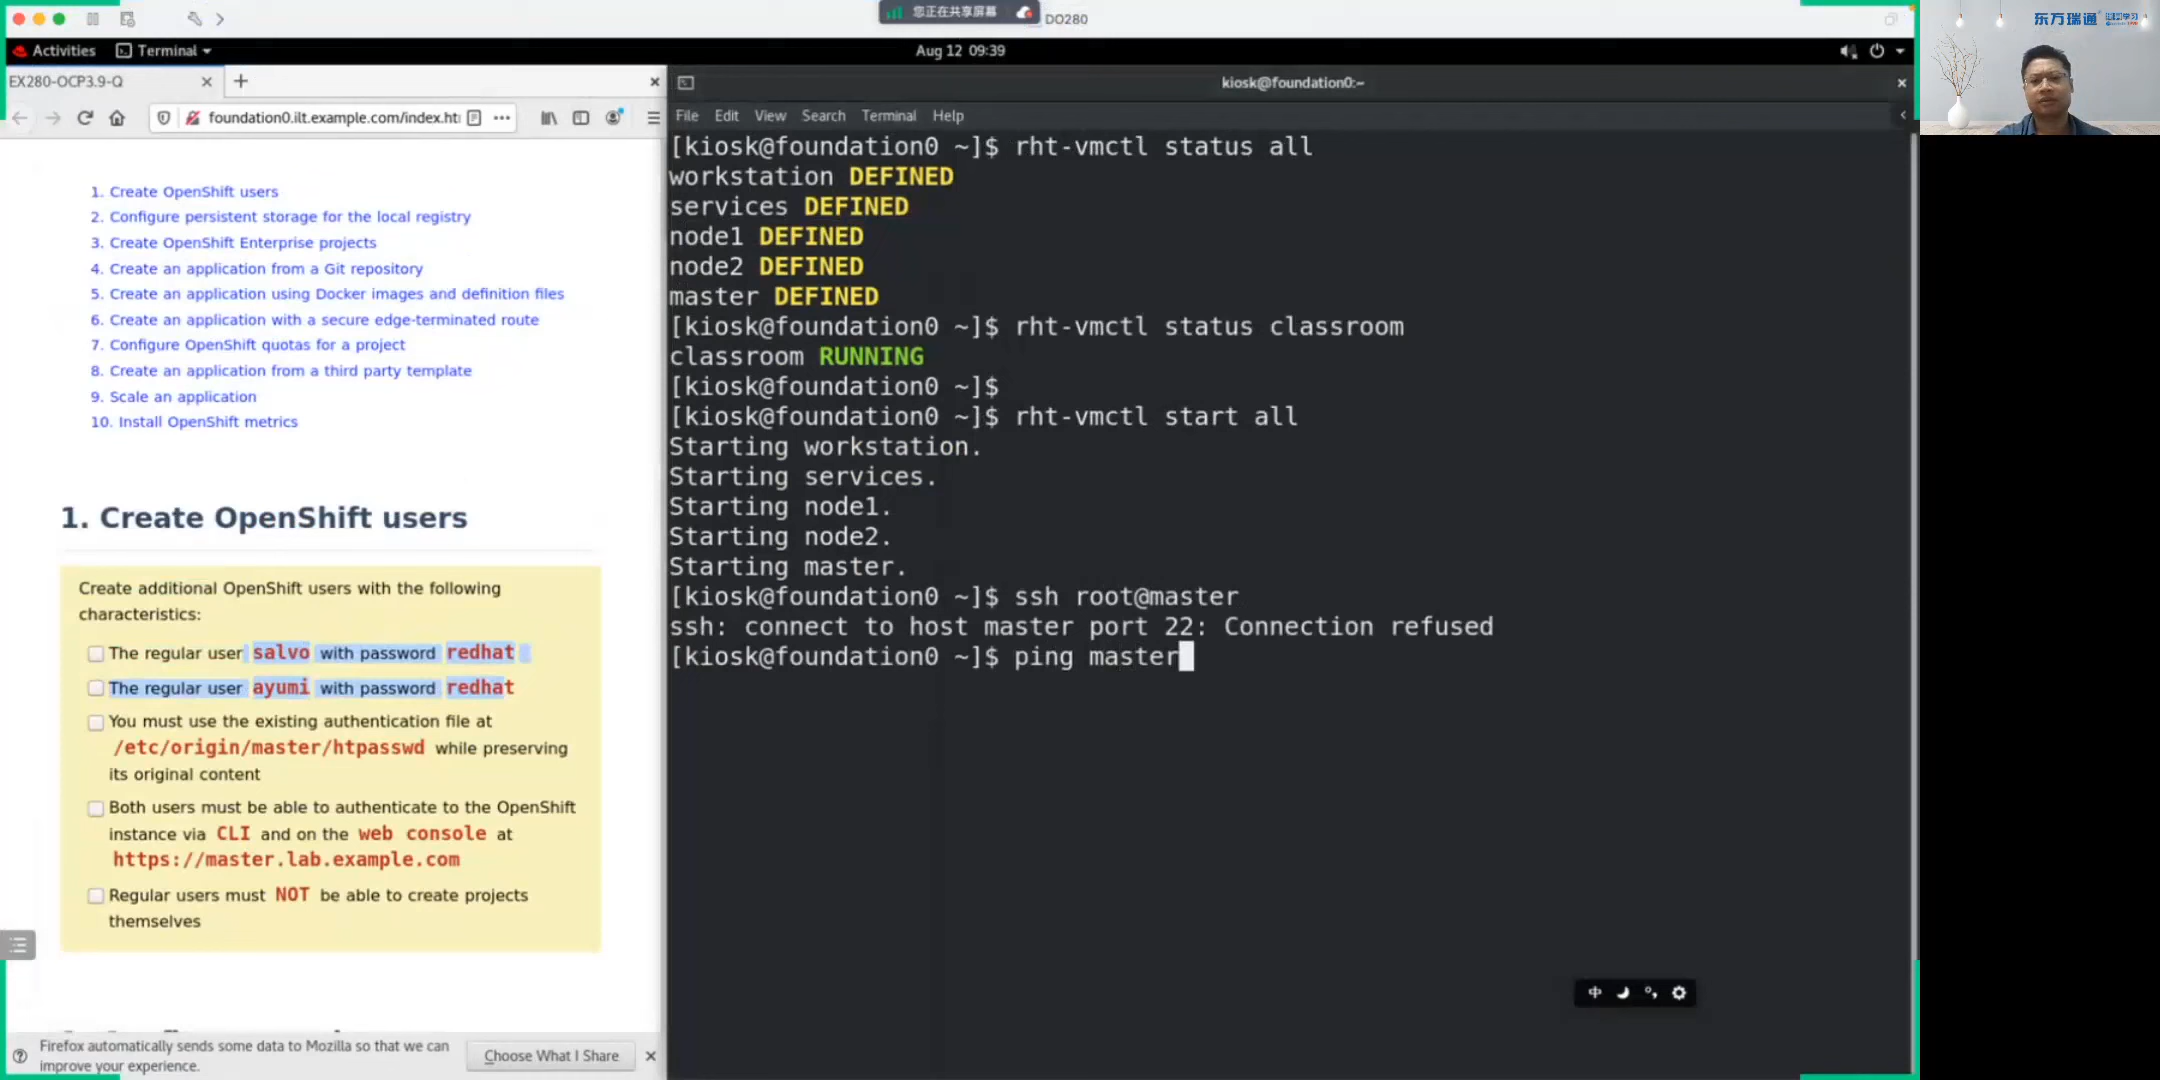 您正在共享屏幕
DO280
东方瑞通
Activities
Terminal
Aug 12 09:39
EX280-OCP3.9-Q
foundation0.ilt.example.com/index.ht
1. Create OpenShift users
2. Configure persistent storage for the local registry
3. Create OpenShift Enterprise projects
4. Create an application from a Git repository
5. Create an application using Docker images and definition files
6. Create an application with a secure edge-terminated route
7. Configure OpenShift quotas for a project
8. Create an application from a third party template
9. Scale an application
10. Install OpenShift metrics
1. Create OpenShift users
Create additional OpenShift users with the following
characteristics:
The regular user salvo with password redhat
The regular user ayumi with password redhat
You must use the existing authentication file at
/etc/origin/master/htpasswd while preserving
its original content
Both users must be able to authenticate to the OpenShift
instance via CLI and on the web console at
https://master.lab.example.com
Regular users must NOT be able to create projects
themselves
Firefox automatically sends some data to Mozilla so that we can
improve your experience.
Choose What I Share
kiosk@foundation0:~
File Edit View Search Terminal Help
[kiosk@foundation0 ~]$ rht-vmctl status all
workstation DEFINED
services DEFINED
node1 DEFINED
node2 DEFINED
master DEFINED
[kiosk@foundation0 ~]$ rht-vmctl status classroom
classroom RUNNING
[kiosk@foundation0 ~]$
[kiosk@foundation0 ~]$ rht-vmctl start all
Starting workstation.
Starting services.
Starting node1.
Starting node2.
Starting master.
[kiosk@foundation0 ~]$ ssh root@master
ssh: connect to host master port 22: Connection refused
[kiosk@foundation0 ~]$ ping master
中